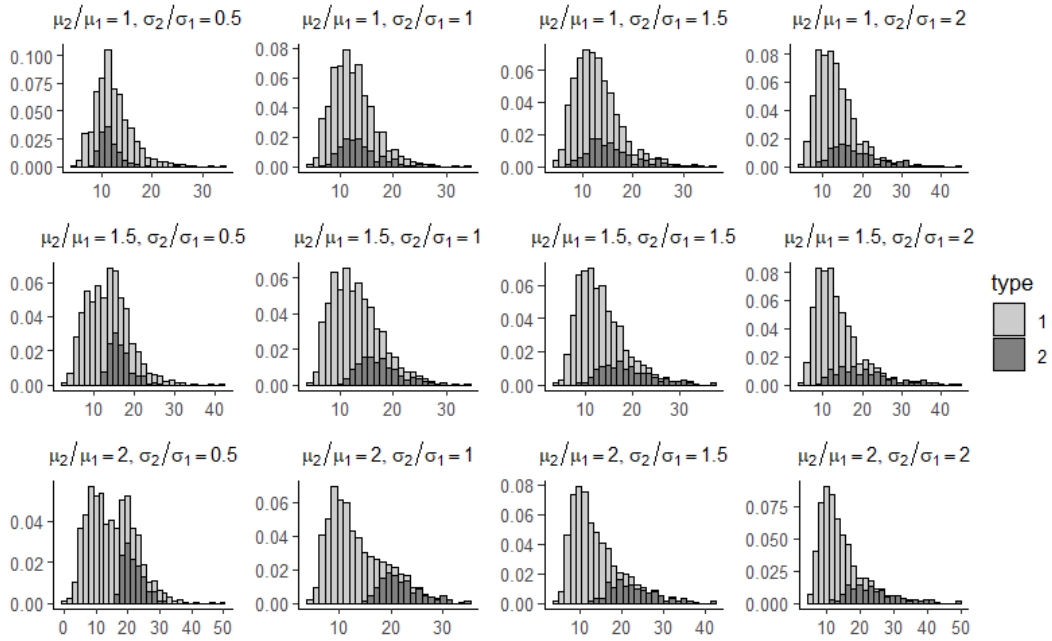 μ₂/μ₁ = 1, σ₂/σ₁ = 0.5 μ₂/μ₁ = 1, σ₂/σ₁ = 1 μ₂/μ₁ = 1, σ₂/σ₁ = 1.5 μ₂/μ₁ = 1, σ₂/σ₁ = 2
0.100 0.08 0.08
0.075 0.06 0.06 0.06
0.050 0.04 0.04 0.04
0.025 0.02 0.02 0.02
0.000 0.00 0.00 0.00
10 20 30 10 20 30 10 20 30 10 20 30 40
μ₂/μ₁ = 1.5, σ₂/σ₁ = 0.5 μ₂/μ₁ = 1.5, σ₂/σ₁ = 1 μ₂/μ₁ = 1.5, σ₂/σ₁ = 1.5 μ₂/μ₁ = 1.5, σ₂/σ₁ = 2
0.08
0.06 0.06 0.06 0.06
0.04 0.04 0.04 0.04
0.02 0.02 0.02 0.02
0.00 0.00 0.00 0.00
10 20 30 40 10 20 30 10 20 30 10 20 30 40
type
1
2
μ₂/μ₁ = 2, σ₂/σ₁ = 0.5 μ₂/μ₁ = 2, σ₂/σ₁ = 1 μ₂/μ₁ = 2, σ₂/σ₁ = 1.5 μ₂/μ₁ = 2, σ₂/σ₁ = 2
0.08
0.06 0.06 0.075
0.04 0.04 0.04 0.050
0.02 0.02 0.02 0.025
0.00 0.00 0.00 0.000
0 10 20 30 40 50 10 20 30 10 20 30 40 10 20 30 40 50